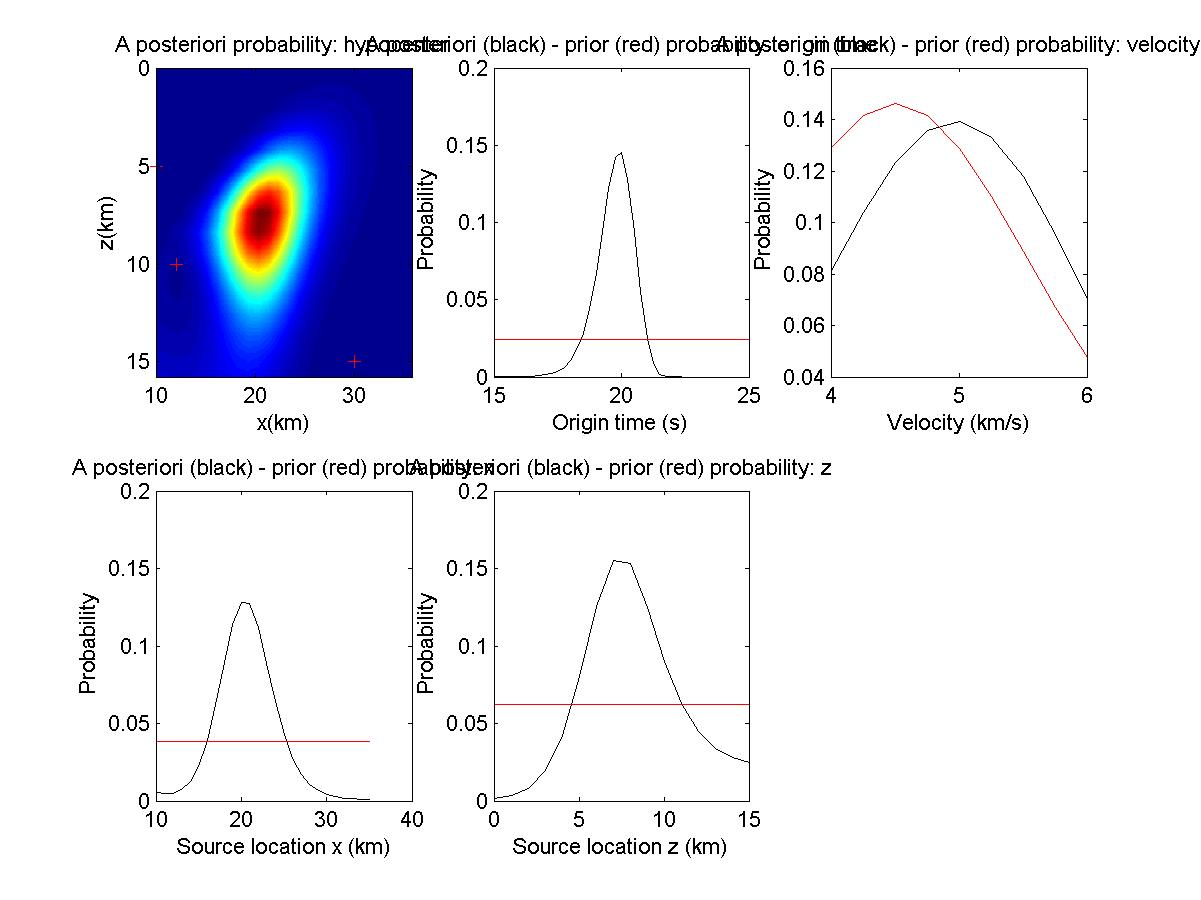 A posteriori probability: hypocenter
A posteriori (black) - prior (red) probability: origin time
A posteriori (black) - prior (red) probability: velocity
0
5
10
15
z(km)
10
20
30
x(km)
0.2
0.15
0.1
0.05
0
Probability
15
20
25
Origin time (s)
0.16
0.14
0.12
0.1
0.08
0.06
0.04
Probability
4
5
6
Velocity (km/s)
A posteriori (black) - prior (red) probability: x
A posteriori (black) - prior (red) probability: z
0.2
0.15
0.1
0.05
0
Probability
10
20
30
40
Source location x (km)
0.2
0.15
0.1
0.05
0
Probability
0
5
10
15
Source location z (km)